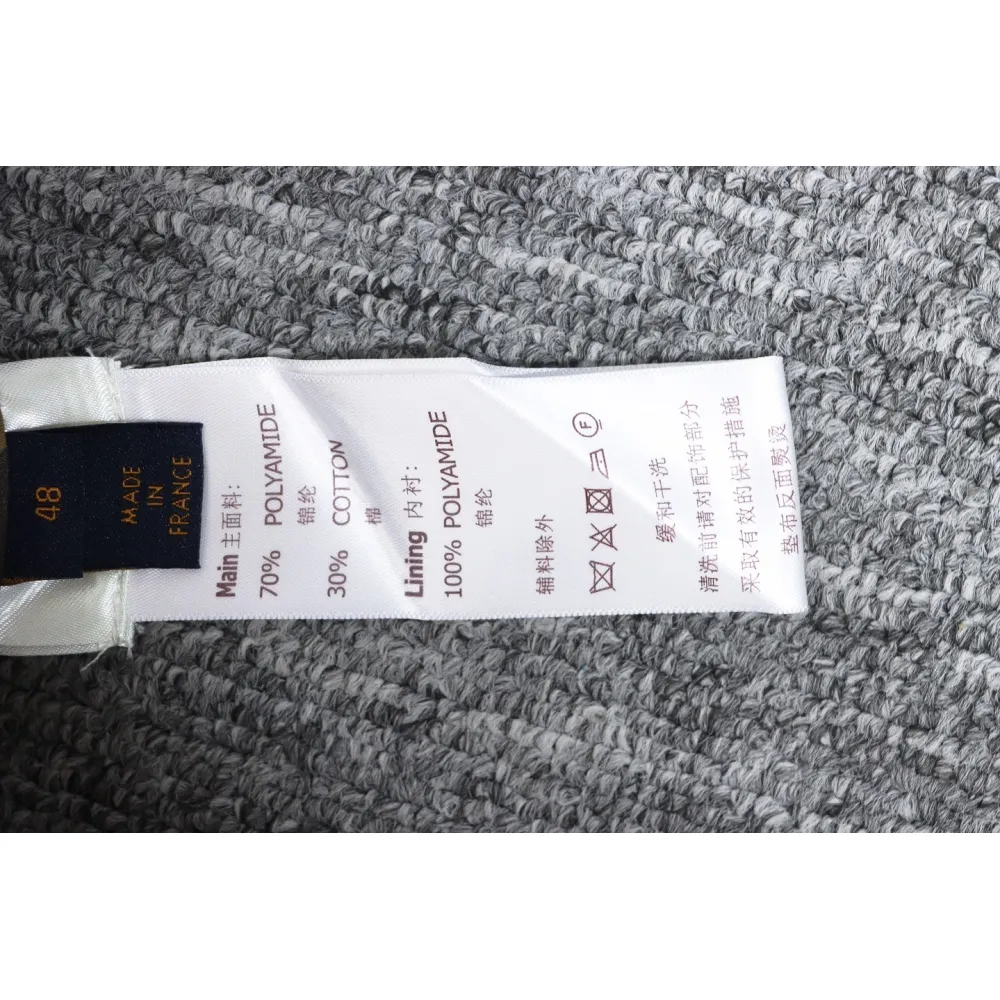 48
MADE
IN
FRANCE
Main 主面料:
70% POLYAMIDE
锦纶
30% COTTON
棉
Lining 内衬:
100% POLYAMIDE
锦纶
辅料除外
F
缓和干洗
清洗前请对配饰部分
采取有效的保护措施
垫布反面熨烫